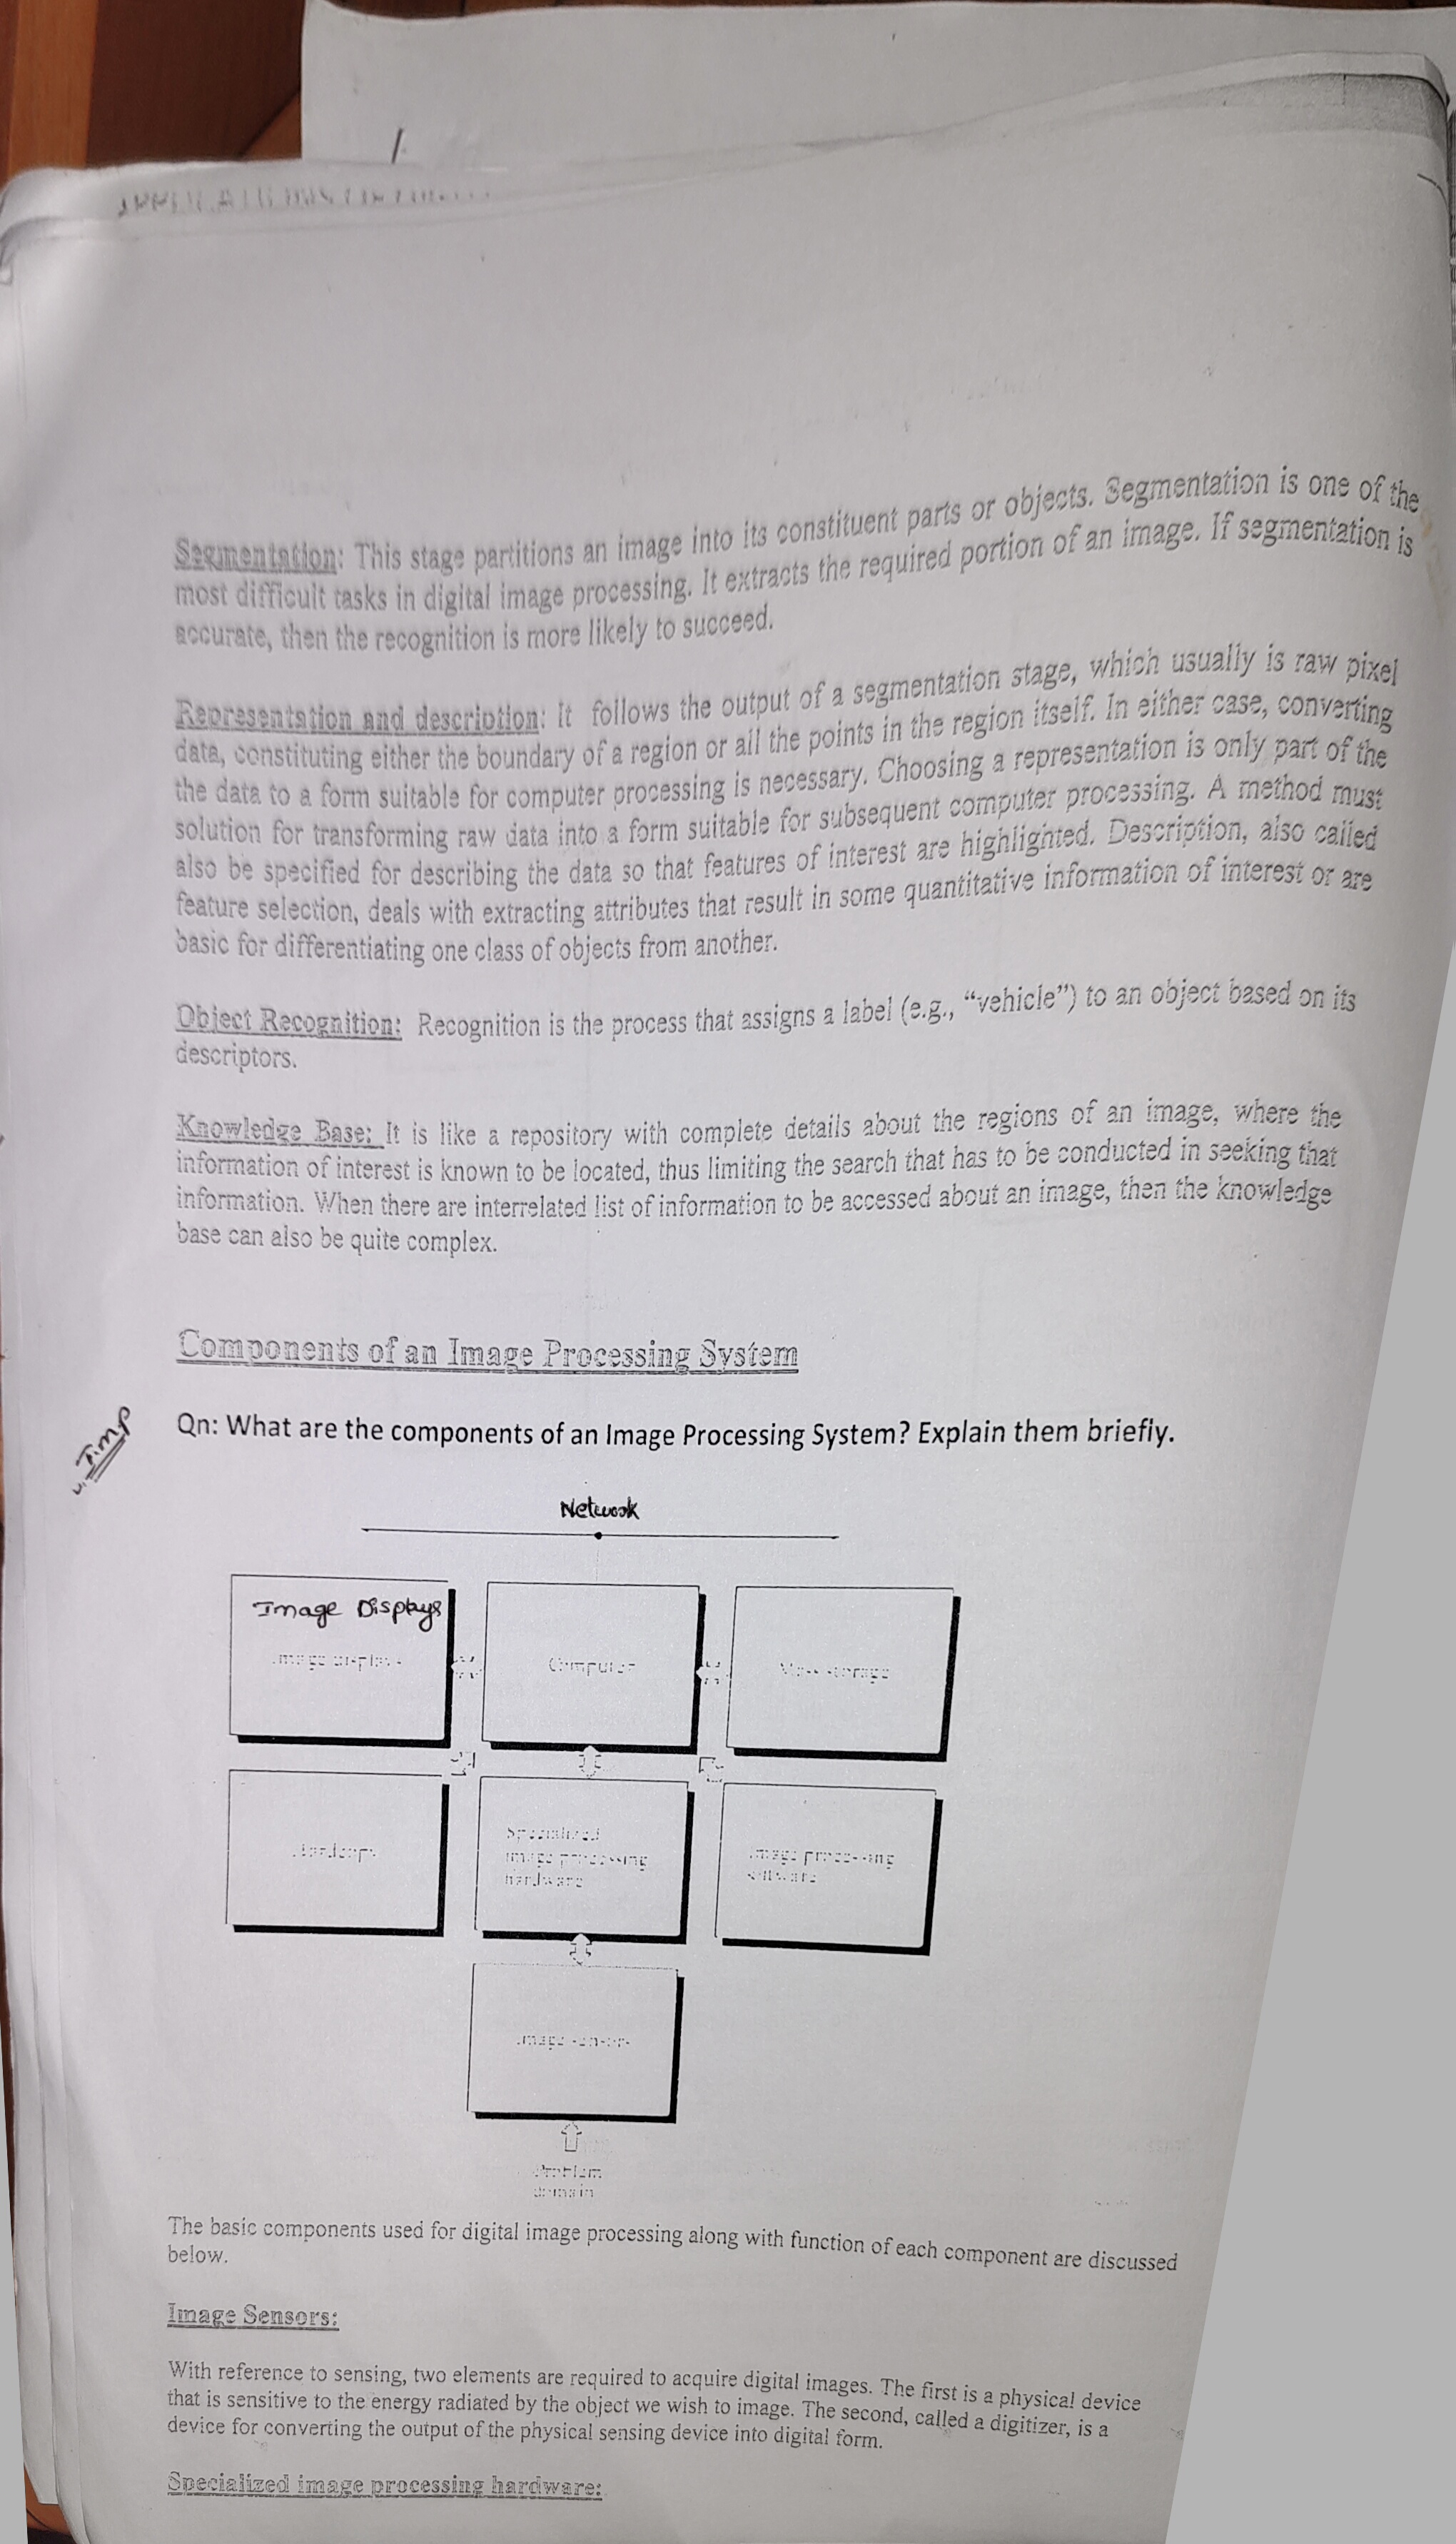 Segmentation: This stage partitions an image into its constituent parts or objects. Segmentation is one of the
most difficult tasks in digital image processing. It extracts the required portion of an image. If segmentation is
accurate, then the recognition is more likely to succeed.
Representation and description: It follows the output of a segmentation stage, which usually is raw pixel
data, constituting either the boundary of a region or all the points in the region itself. In either case, converting
the data to a form suitable for computer processing is necessary. Choosing a representation is only part of the
solution for transforming raw data into a form suitable for subsequent computer processing. A method must
also be specified for describing the data so that features of interest are highlighted. Description, also called
feature selection, deals with extracting attributes that result in some quantitative information of interest or are
basic for differentiating one class of objects from another.
Object Recognition: Recognition is the process that assigns a label (e.g., “vehicle”) to an object based on its
descriptors.
Knowledge Base: It is like a repository with complete details about the regions of an image, where the
information of interest is known to be located, thus limiting the search that has to be conducted in seeking that
information. When there are interrelated list of information to be accessed about an image, then the knowledge
base can also be quite complex.
Components of an Image Processing System
V.Imp
Qn: What are the components of an Image Processing System? Explain them briefly.
Network
Image Displays
Image displays
Computer
Mass storage
Hardcopy
Specialized
image processing
hardware
Image processing
software
Image sensors
Problem
domain
The basic components used for digital image processing along with function of each component are discussed
below.
Image Sensors:
With reference to sensing, two elements are required to acquire digital images. The first is a physical device
that is sensitive to the energy radiated by the object we wish to image. The second, called a digitizer, is a
device for converting the output of the physical sensing device into digital form.
Specialized image processing hardware: